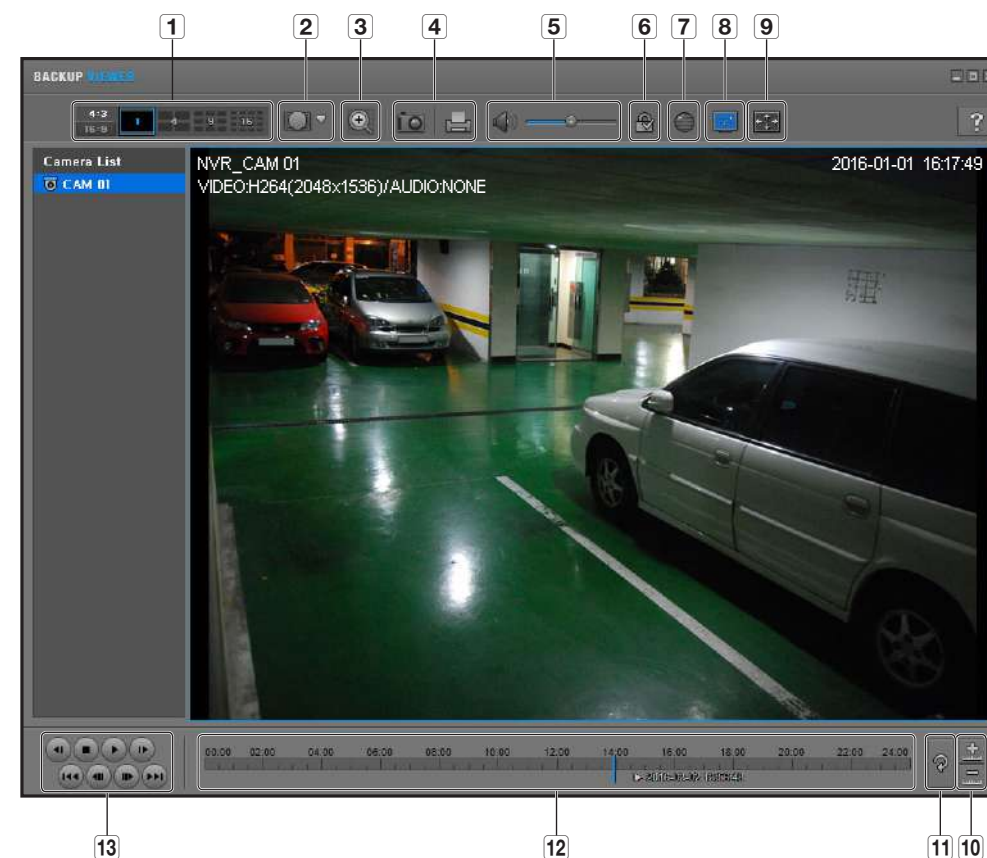 1 2 3 4 5 6 7 8 9
BACKUP VIEWER
4:3
16:9
1 4 9 16
?
Camera List
CAM 01
NVR_CAM 01
2016-01-01 16:17:49
VIDEO:H264(2048x1536)/AUDIO:NONE
00:00 02:00 04:00 06:00 08:00 10:00 12:00 14:00 16:00 18:00 20:00 22:00 24:00
13 12 11 10